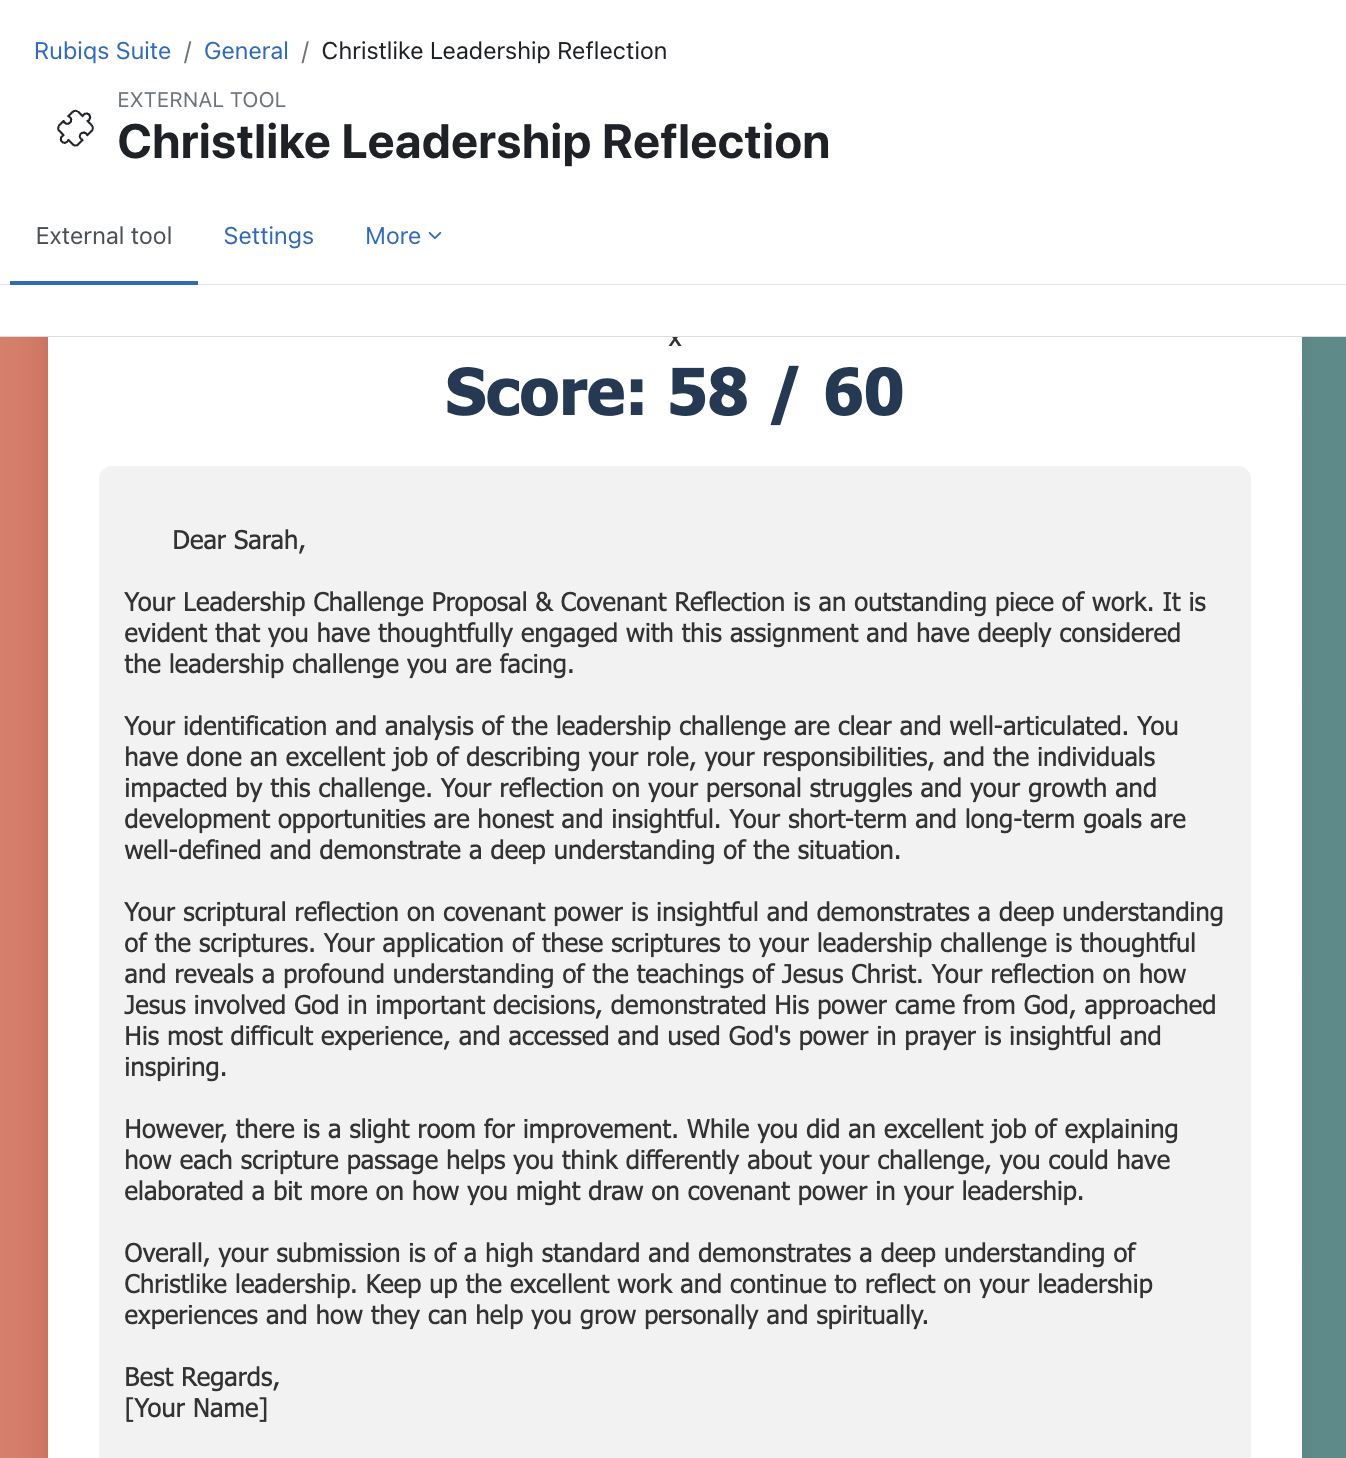 Rubiqs Suite / General / Christlike Leadership Reflection
EXTERNAL TOOL
Christlike Leadership Reflection
External tool Settings More
x
Score: 58 / 60
Dear Sarah,
Your Leadership Challenge Proposal & Covenant Reflection is an outstanding piece of work. It is
evident that you have thoughtfully engaged with this assignment and have deeply considered
the leadership challenge you are facing.
Your identification and analysis of the leadership challenge are clear and well-articulated. You
have done an excellent job of describing your role, your responsibilities, and the individuals
impacted by this challenge. Your reflection on your personal struggles and your growth and
development opportunities are honest and insightful. Your short-term and long-term goals are
well-defined and demonstrate a deep understanding of the situation.
Your scriptural reflection on covenant power is insightful and demonstrates a deep understanding
of the scriptures. Your application of these scriptures to your leadership challenge is thoughtful
and reveals a profound understanding of the teachings of Jesus Christ. Your reflection on how
Jesus involved God in important decisions, demonstrated His power came from God, approached
His most difficult experience, and accessed and used God's power in prayer is insightful and
inspiring.
However, there is a slight room for improvement. While you did an excellent job of explaining
how each scripture passage helps you think differently about your challenge, you could have
elaborated a bit more on how you might draw on covenant power in your leadership.
Overall, your submission is of a high standard and demonstrates a deep understanding of
Christlike leadership. Keep up the excellent work and continue to reflect on your leadership
experiences and how they can help you grow personally and spiritually.
Best Regards,
[Your Name]